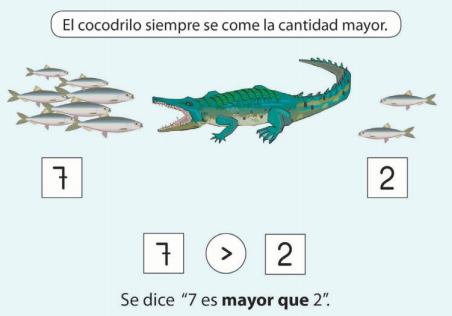 El cocodrilo siempre se come la cantidad mayor.
7 2
7 > 2
Se dice “7 es mayor que 2”.